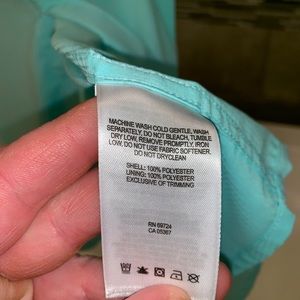 MACHINE WASH COLD GENTLE, WASH
SEPARATELY, DO NOT BLEACH, TUMBLE
DRY LOW, REMOVE PROMPTLY, IRON
LOW, DO NOT USE FABRIC SOFTENER,
DO NOT DRYCLEAN
SHELL: 100% POLYESTER
LINING: 100% POLYESTER
EXCLUSIVE OF TRIMMING
RN 69724
CA 05367